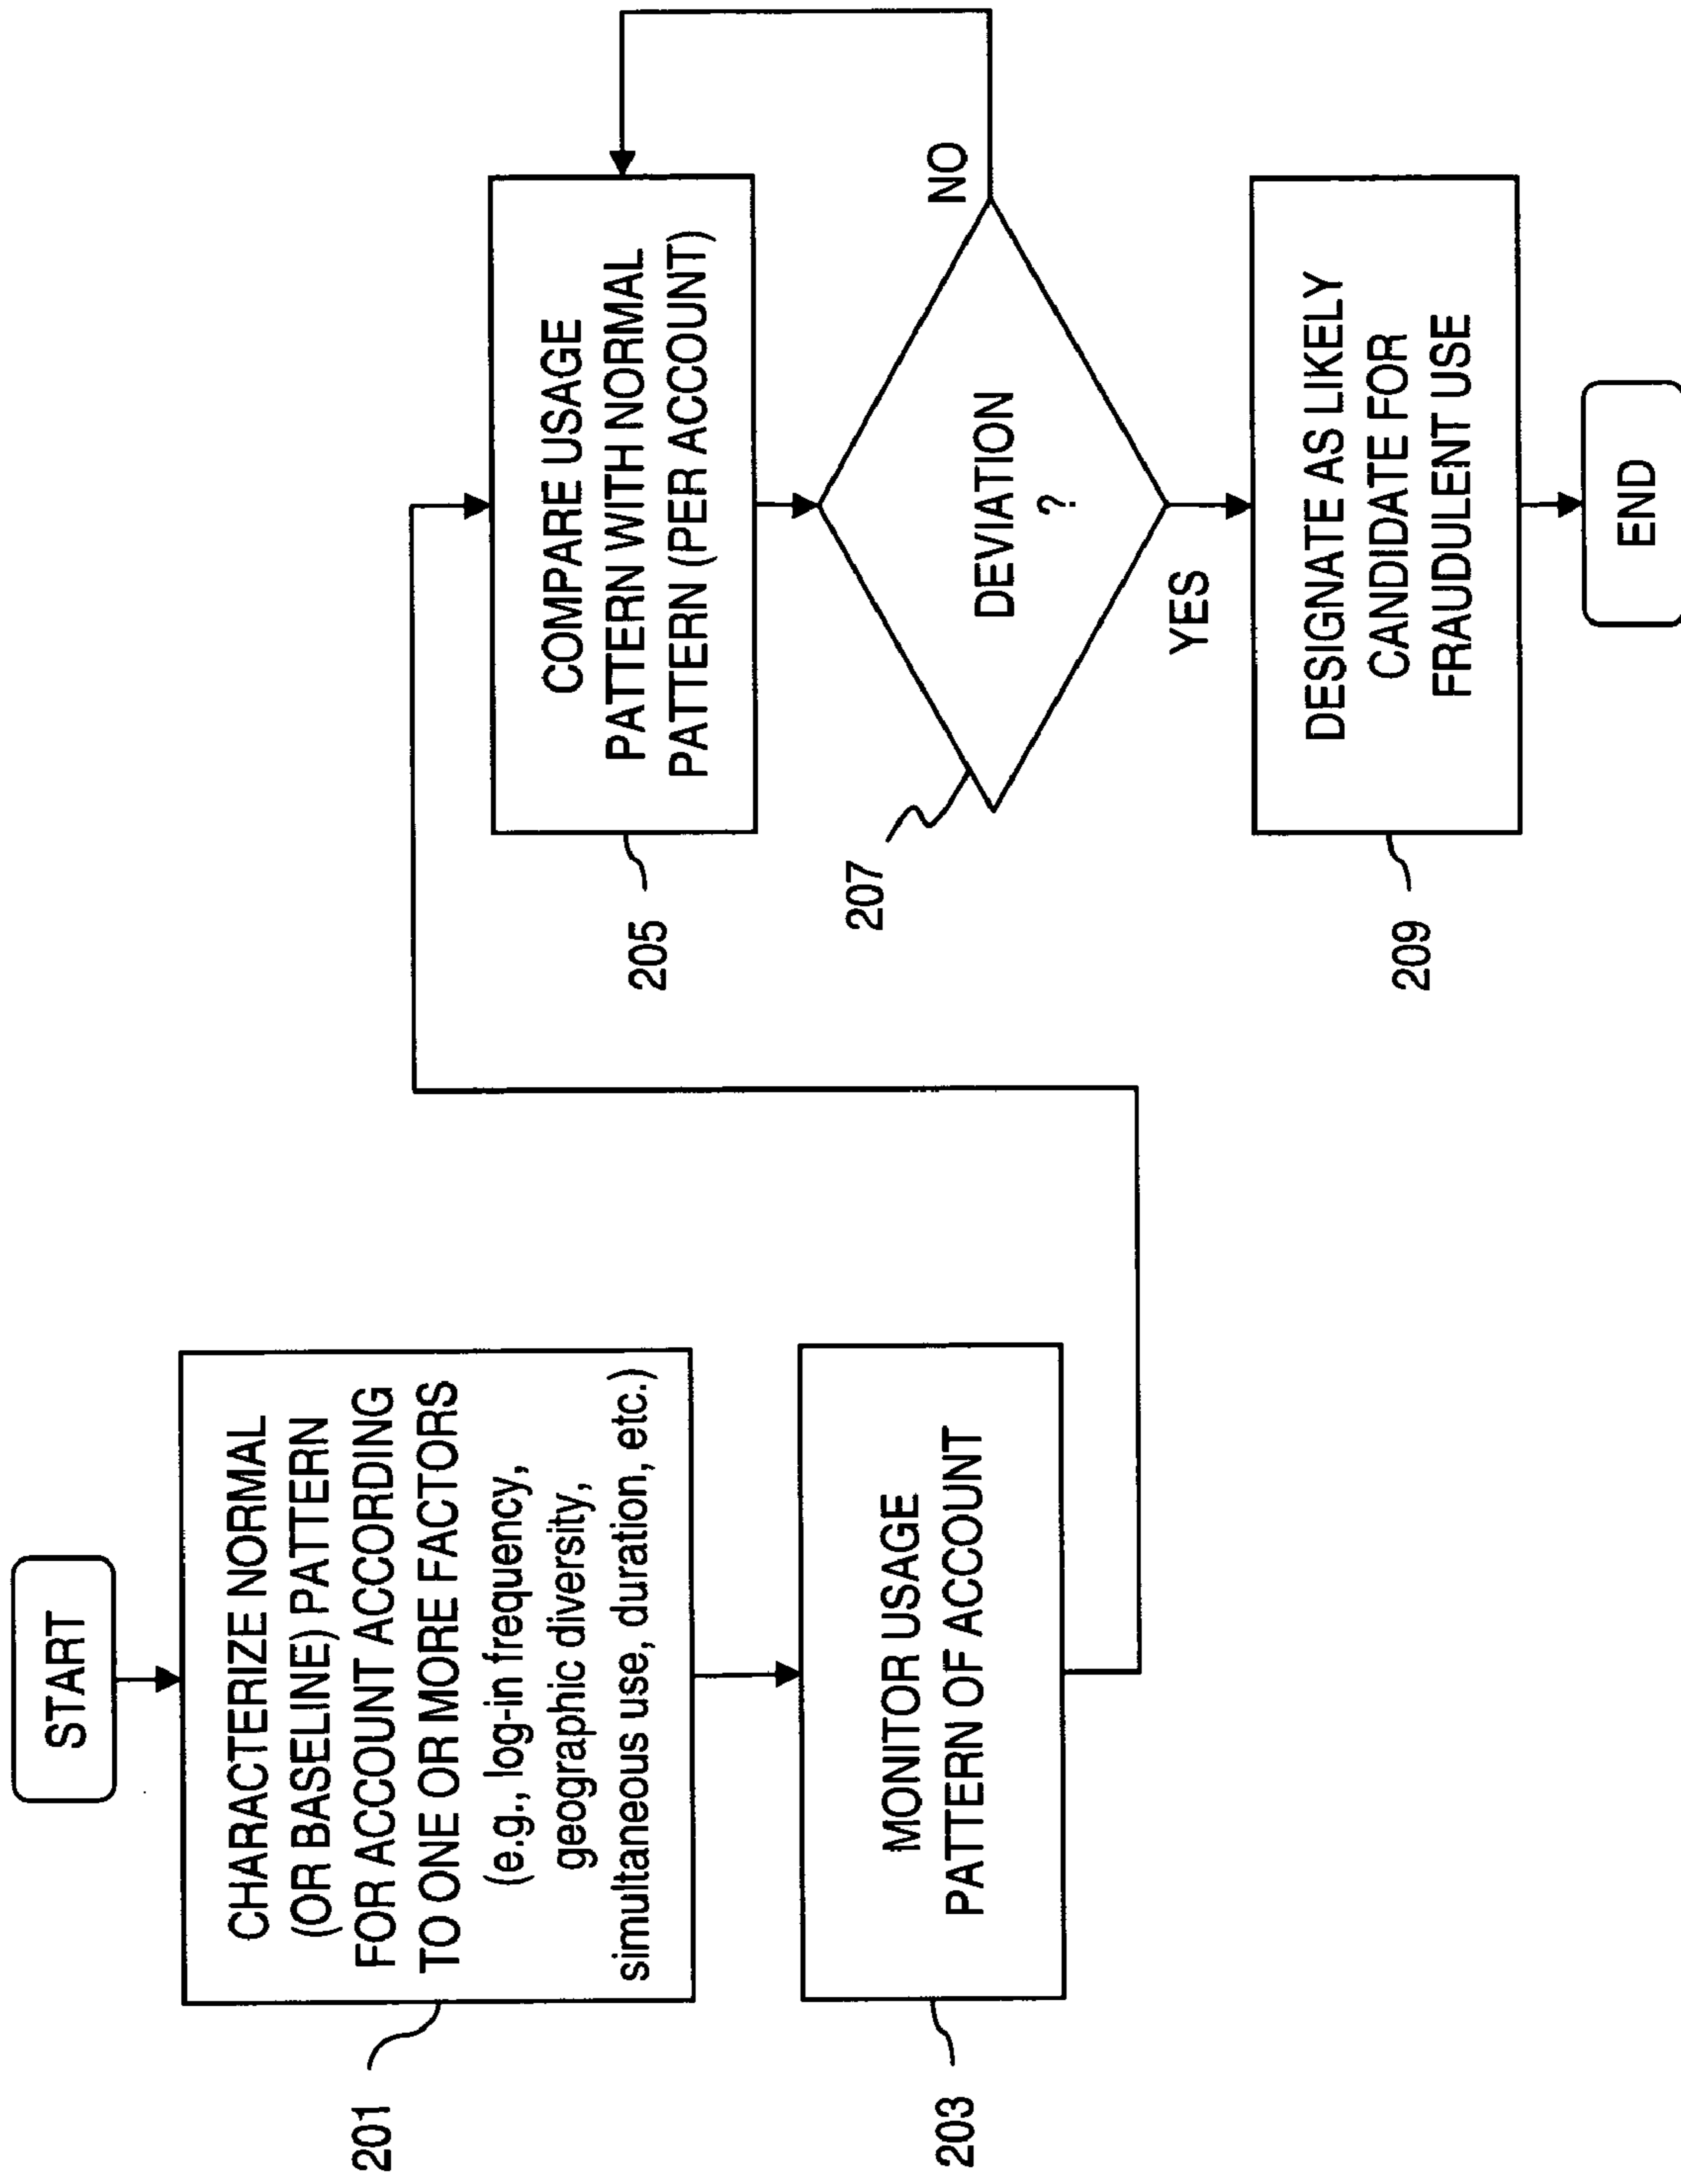 START
CHARACTERIZE NORMAL
(OR BASELINE) PATTERN
FOR ACCOUNT ACCORDING
TO ONE OR MORE FACTORS
(e.g., log-in frequency,
geographic diversity,
simultaneous use, duration, etc.)
201
MONITOR USAGE
PATTERN OF ACCOUNT
203
COMPARE USAGE
PATTERN WITH NORMAL
PATTERN (PER ACCOUNT)
205
DEVIATION
?
207
NO
YES
DESIGNATE AS LIKELY
CANDIDATE FOR
FRAUDULENT USE
209
END